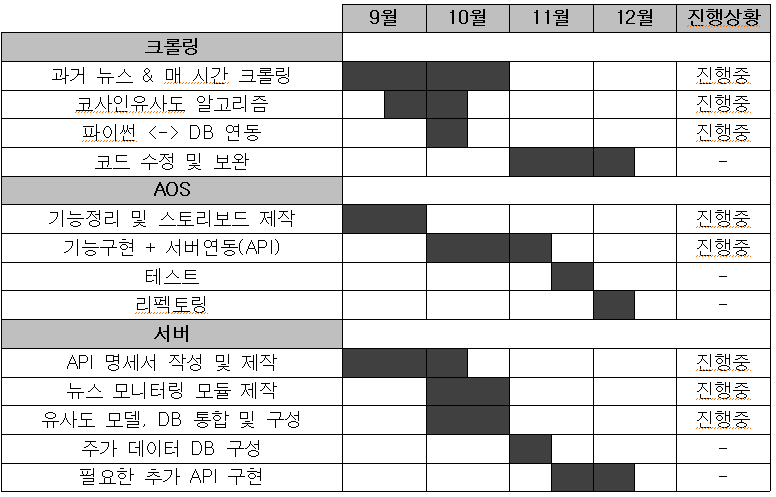 9월 10월 11월 12월 진행상황
크롤링
과거 뉴스 & 매 시간 크롤링 진행중
코사인유사도 알고리즘 진행중
파이썬 <-> DB 연동 진행중
코드 수정 및 보완 -
AOS
기능정리 및 스토리보드 제작 진행중
기능구현 + 서버연동(API) 진행중
테스트 -
리펙토링 -
서버
API 명세서 작성 및 제작 진행중
뉴스 모니터링 모듈 제작 진행중
유사도 모델, DB 통합 및 구성 진행중
주가 데이터 DB 구성 -
필요한 추가 API 구현 -